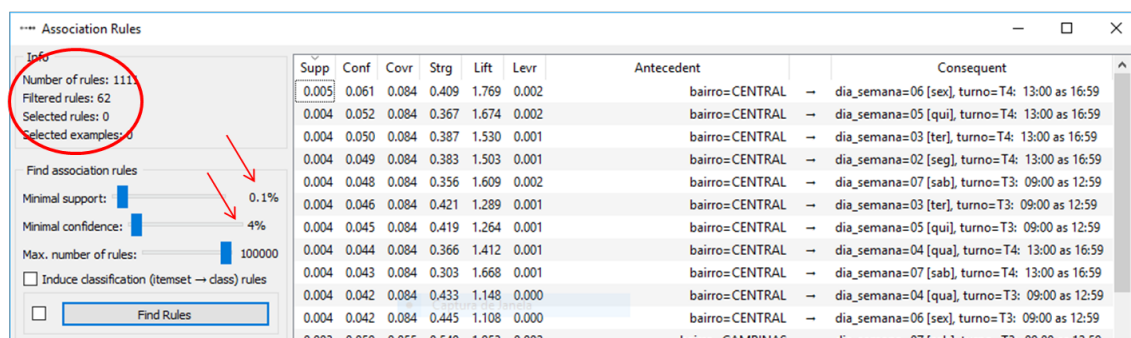 Association Rules
Info
Number of rules: 1111
Filtered rules: 62
Selected rules: 0
Selected examples: 0
Find association rules
Minimal support: 0.1%
Minimal confidence: 4%
Max. number of rules: 100000
Induce classification (itemset → class) rules
Find Rules
Supp Conf Covr Strg Lift Levr Antecedent Consequent
0.005 0.061 0.084 0.409 1.769 0.002 bairro=CENTRAL → dia_semana=06 [sex], turno=T4: 13:00 as 16:59
0.004 0.052 0.084 0.367 1.674 0.002 bairro=CENTRAL → dia_semana=05 [qui], turno=T4: 13:00 as 16:59
0.004 0.050 0.084 0.387 1.530 0.001 bairro=CENTRAL → dia_semana=03 [ter], turno=T4: 13:00 as 16:59
0.004 0.049 0.084 0.383 1.503 0.001 bairro=CENTRAL → dia_semana=02 [seg], turno=T4: 13:00 as 16:59
0.004 0.048 0.084 0.356 1.609 0.002 bairro=CENTRAL → dia_semana=07 [sab], turno=T3: 09:00 as 12:59
0.004 0.046 0.084 0.421 1.289 0.001 bairro=CENTRAL → dia_semana=03 [ter], turno=T3: 09:00 as 12:59
0.004 0.045 0.084 0.419 1.264 0.001 bairro=CENTRAL → dia_semana=05 [qui], turno=T3: 09:00 as 12:59
0.004 0.044 0.084 0.366 1.412 0.001 bairro=CENTRAL → dia_semana=04 [qua], turno=T4: 13:00 as 16:59
0.004 0.043 0.084 0.303 1.668 0.001 bairro=CENTRAL → dia_semana=07 [sab], turno=T4: 13:00 as 16:59
0.004 0.042 0.084 0.433 1.148 0.000 bairro=CENTRAL → dia_semana=04 [qua], turno=T3: 09:00 as 12:59
Captura de Janela
0.004 0.042 0.084 0.445 1.108 0.000 bairro=CENTRAL → dia_semana=06 [sex], turno=T3: 09:00 as 12:59